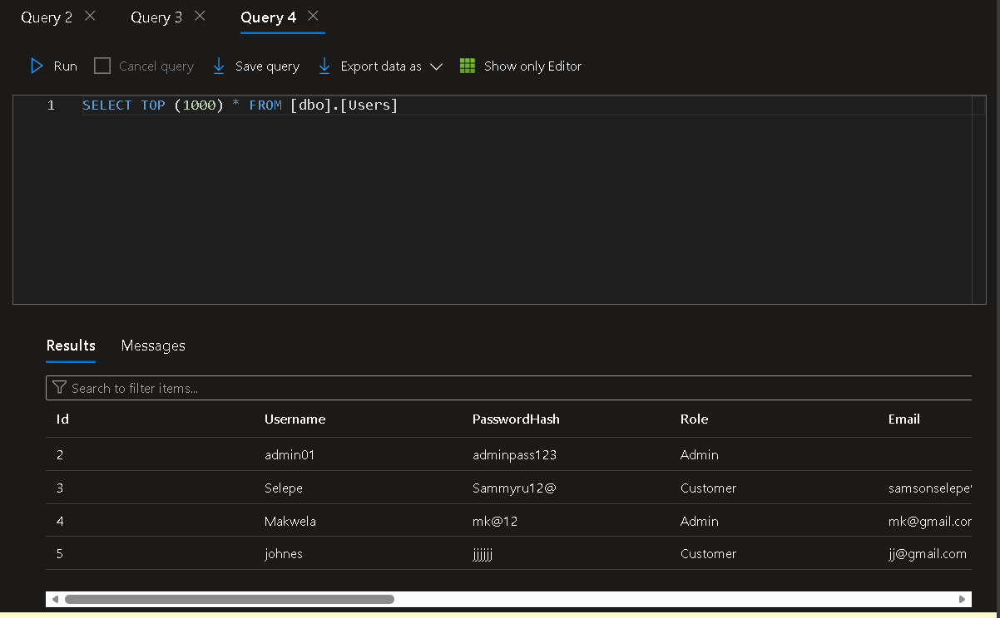 Query 2 Query 3 Query 4
Run Cancel query Save query Export data as Show only Editor
1 SELECT TOP (1000) * FROM [dbo].[Users]
Results Messages
Search to filter items...
Id Username PasswordHash Role Email
2 admin01 adminpass123 Admin
3 Selepe Sammyru12@ Customer samsonselepe
4 Makwela mk@12 Admin mk@gmail.cor
5 johnes jjjjjj Customer jj@gmail.com